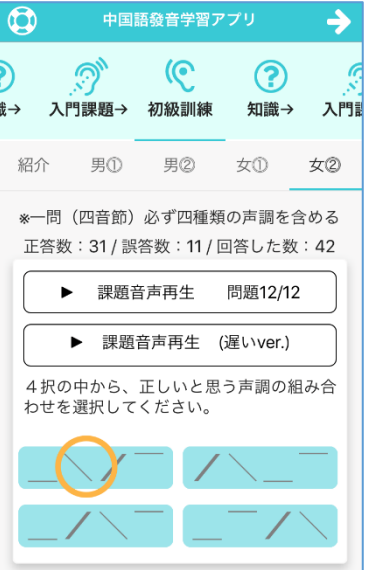 中国語發音学習アプリ
識→ 入門課題→ 初級訓練 知識→ 入門課
紹介 男① 男② 女① 女②
※一問（四音節）必ず四種類の声調を含める
正答数：31 / 誤答数：11 / 回答した数：42
▶ 課題音声再生 問題12/12
▶ 課題音声再生 (遅いver.)
４択の中から、正しいと思う声調の組み合
わせを選択してください。